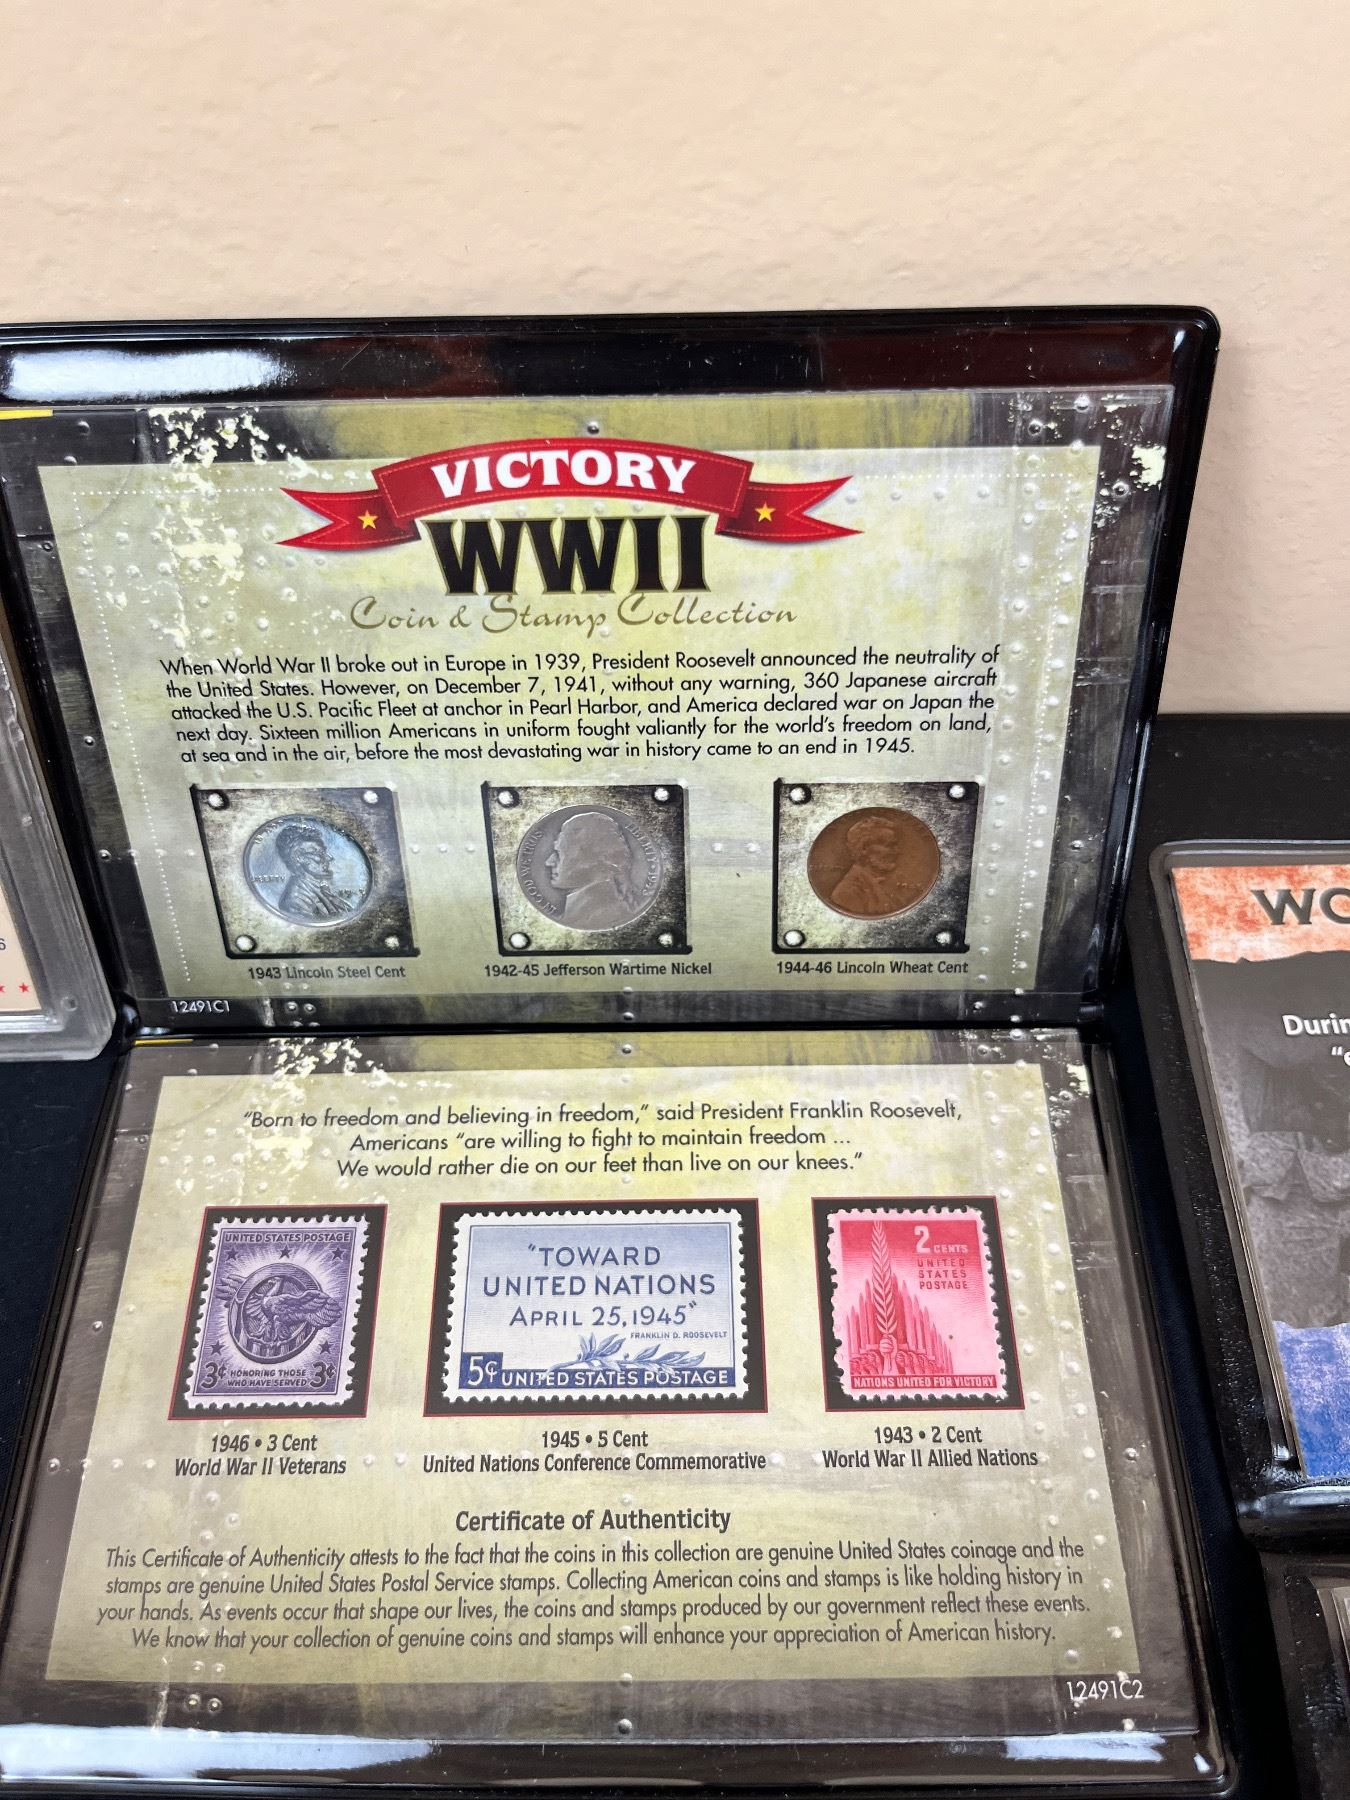 VICTORY
WWII
Coin & Stamp Collection
When World War II broke out in Europe in 1939, President Roosevelt announced the neutrality of
the United States. However, on December 7, 1941, without any warning, 360 Japanese aircraft
attacked the U.S. Pacific Fleet at anchor in Pearl Harbor, and America declared war on Japan the
next day. Sixteen million Americans in uniform fought valiantly for the world's freedom on land,
at sea and in the air, before the most devastating war in history came to an end in 1945.
LIBERTY
1943 Lincoln Steel Cent
1942-45 Jefferson Wartime Nickel
1944-46 Lincoln Wheat Cent
12491C1
"Born to freedom and believing in freedom," said President Franklin Roosevelt,
Americans "are willing to fight to maintain freedom ...
We would rather die on our feet than live on our knees."
UNITED STATES POSTAGE
3¢ HONORING THOSE 3¢
WHO HAVE SERVED
"TOWARD
UNITED NATIONS
APRIL 25, 1945"
FRANKLIN D. ROOSEVELT
5¢ UNITED STATES POSTAGE
2 CENTS
UNITED
STATES
POSTAGE
NATIONS UNITED FOR VICTORY
1946 • 3 Cent
World War II Veterans
1945 • 5 Cent
United Nations Conference Commemorative
1943 • 2 Cent
World War II Allied Nations
Certificate of Authenticity
This Certificate of Authenticity attests to the fact that the coins in this collection are genuine United States coinage and the
stamps are genuine United States Postal Service stamps. Collecting American coins and stamps is like holding history in
your hands. As events occur that shape our lives, the coins and stamps produced by our government reflect these events.
We know that your collection of genuine coins and stamps will enhance your appreciation of American history.
12491C2
6
WO
Durin
"e